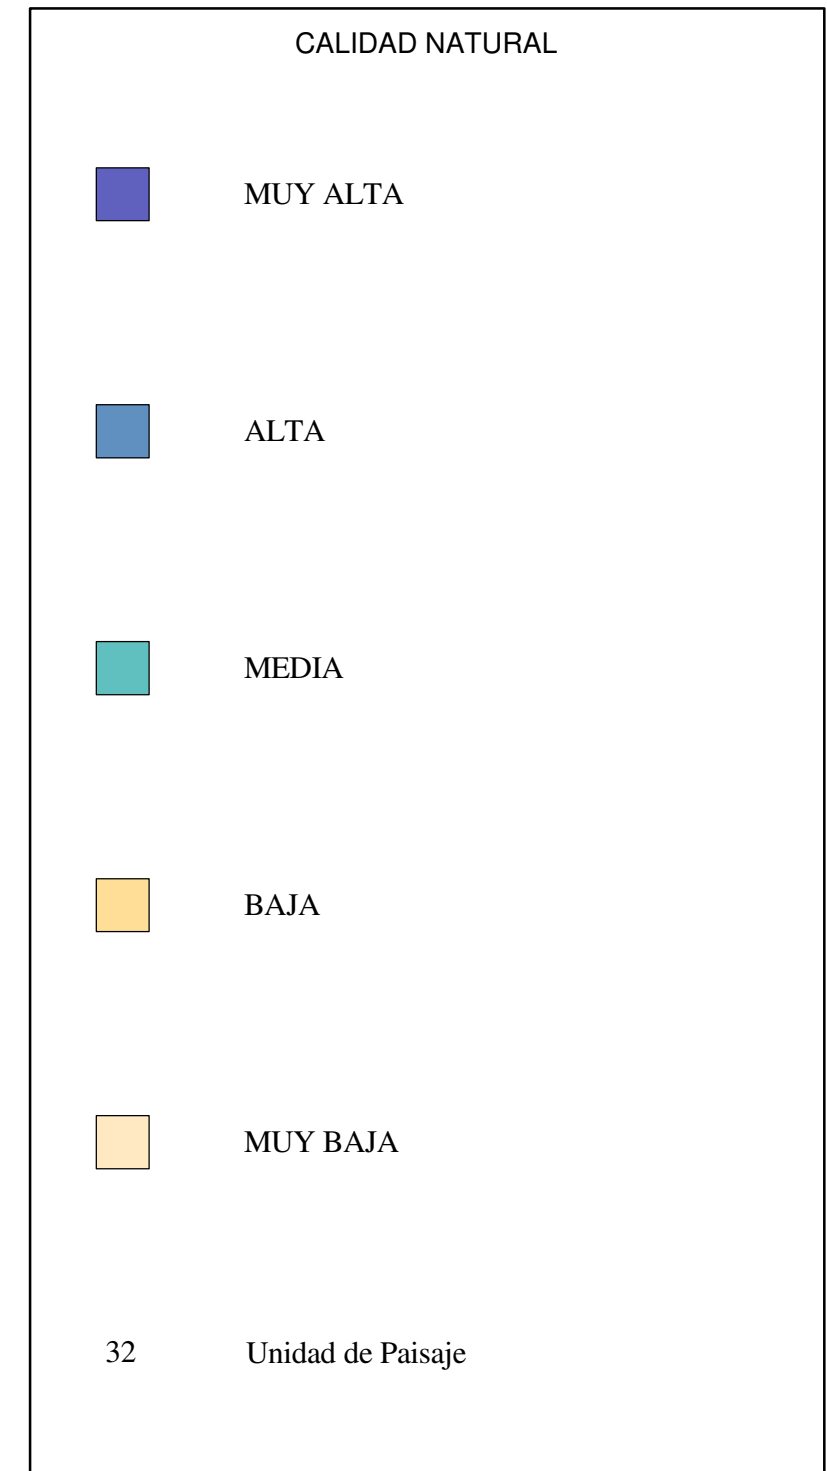 CALIDAD NATURAL
MUY ALTA
ALTA
MEDIA
BAJA
MUY BAJA
32 Unidad de Paisaje